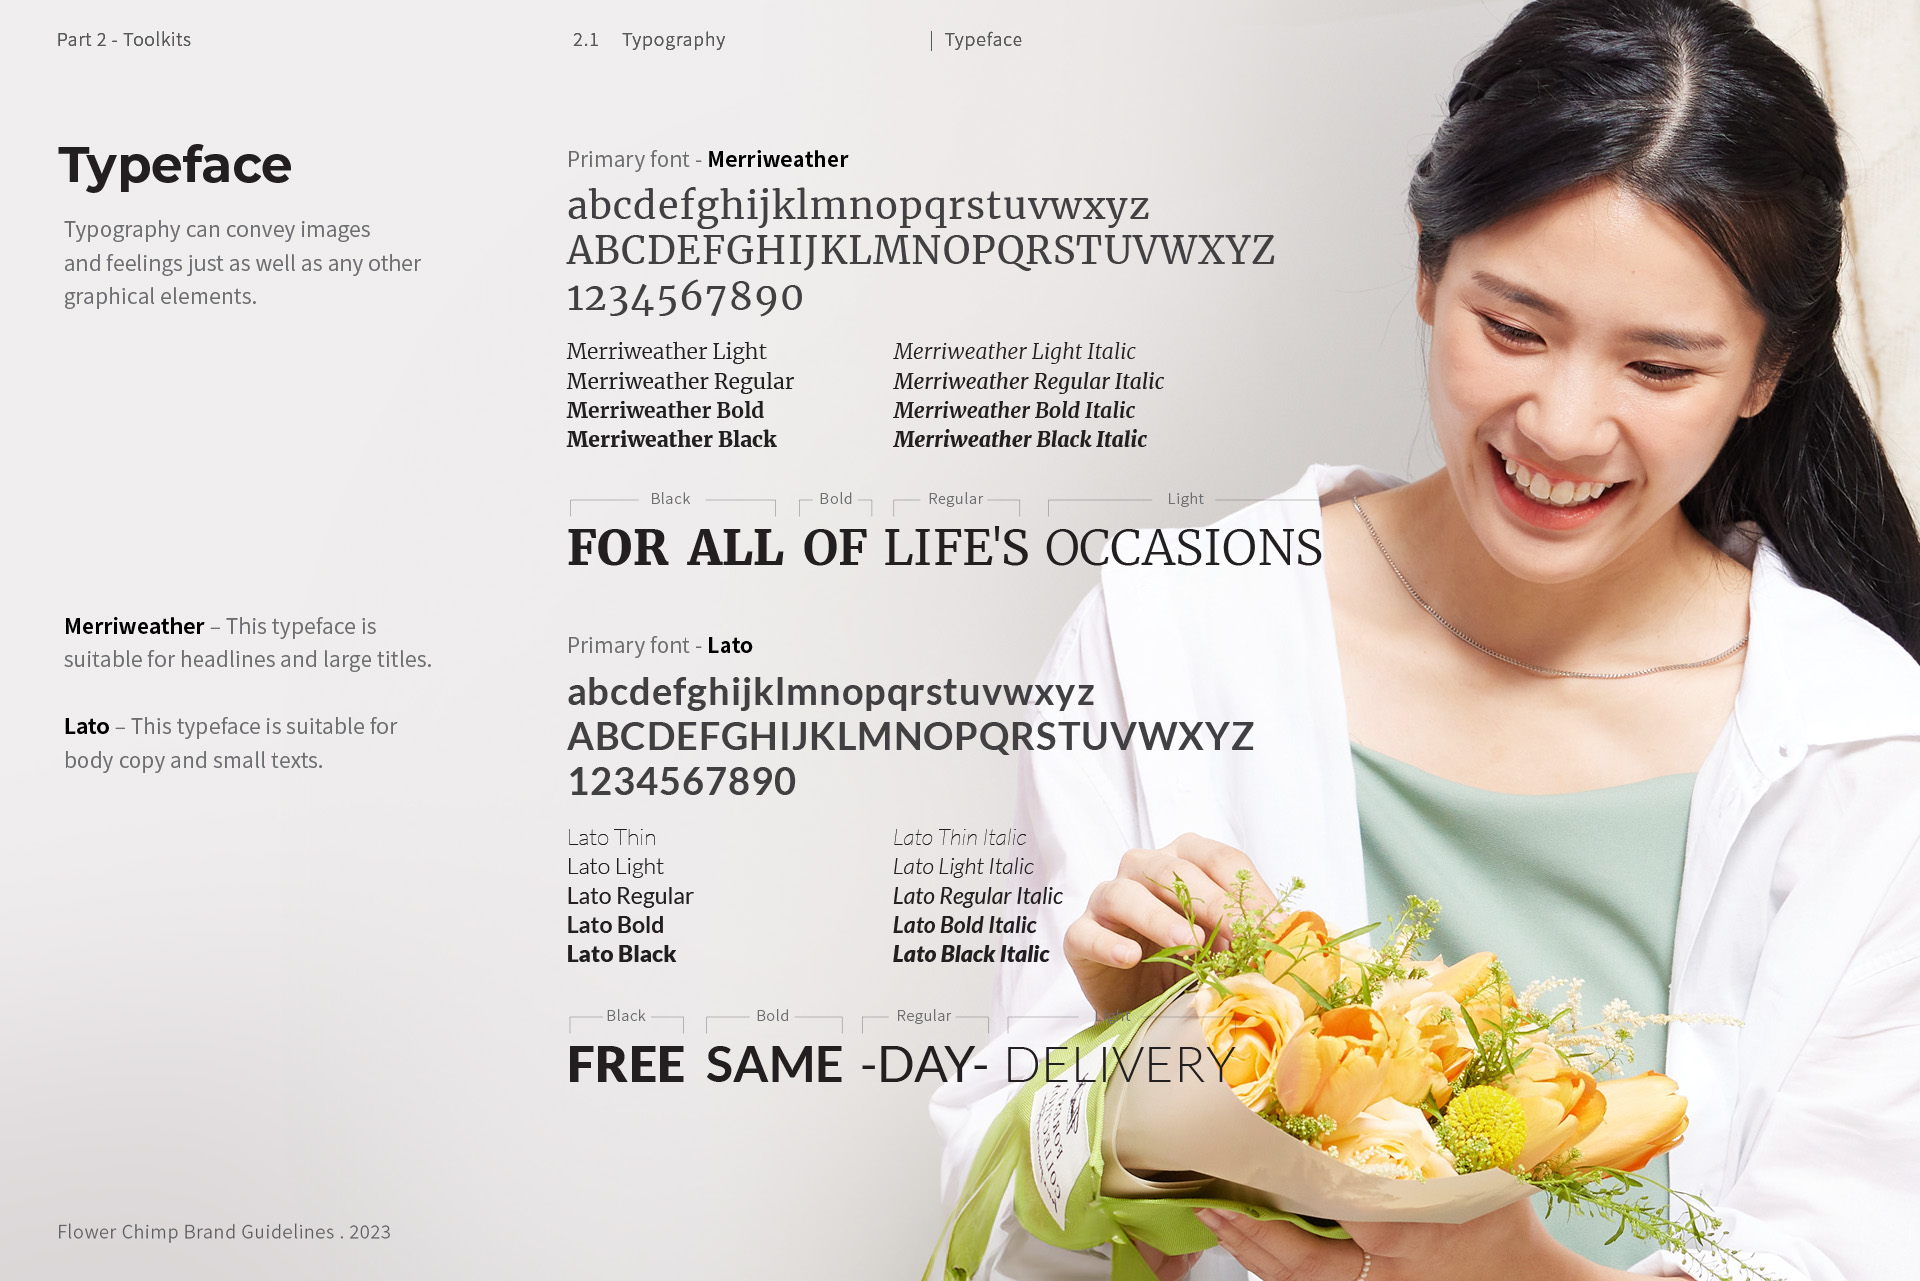 Part 2 - Toolkits
2.1 Typography
| Typeface
Typeface
Typography can convey images
and feelings just as well as any other
graphical elements.
Merriweather – This typeface is
suitable for headlines and large titles.
Lato – This typeface is suitable for
body copy and small texts.
Primary font - Merriweather
abcdefghijklmnopqrstuvwxyz
ABCDEFGHIJKLMNOPQRSTUVWXYZ
1234567890
Merriweather Light
Merriweather Regular
Merriweather Bold
Merriweather Black
Merriweather Light Italic
Merriweather Regular Italic
Merriweather Bold Italic
Merriweather Black Italic
Black Bold Regular Light
FOR ALL OF LIFE'S OCCASIONS
Primary font - Lato
abcdefghijklmnopqrstuvwxyz
ABCDEFGHIJKLMNOPQRSTUVWXYZ
1234567890
Lato Thin
Lato Light
Lato Regular
Lato Bold
Lato Black
Lato Thin Italic
Lato Light Italic
Lato Regular Italic
Lato Bold Italic
Lato Black Italic
Black Bold Regular Light
FREE SAME -DAY- DELIVERY
Flower Chimp Brand Guidelines . 2023